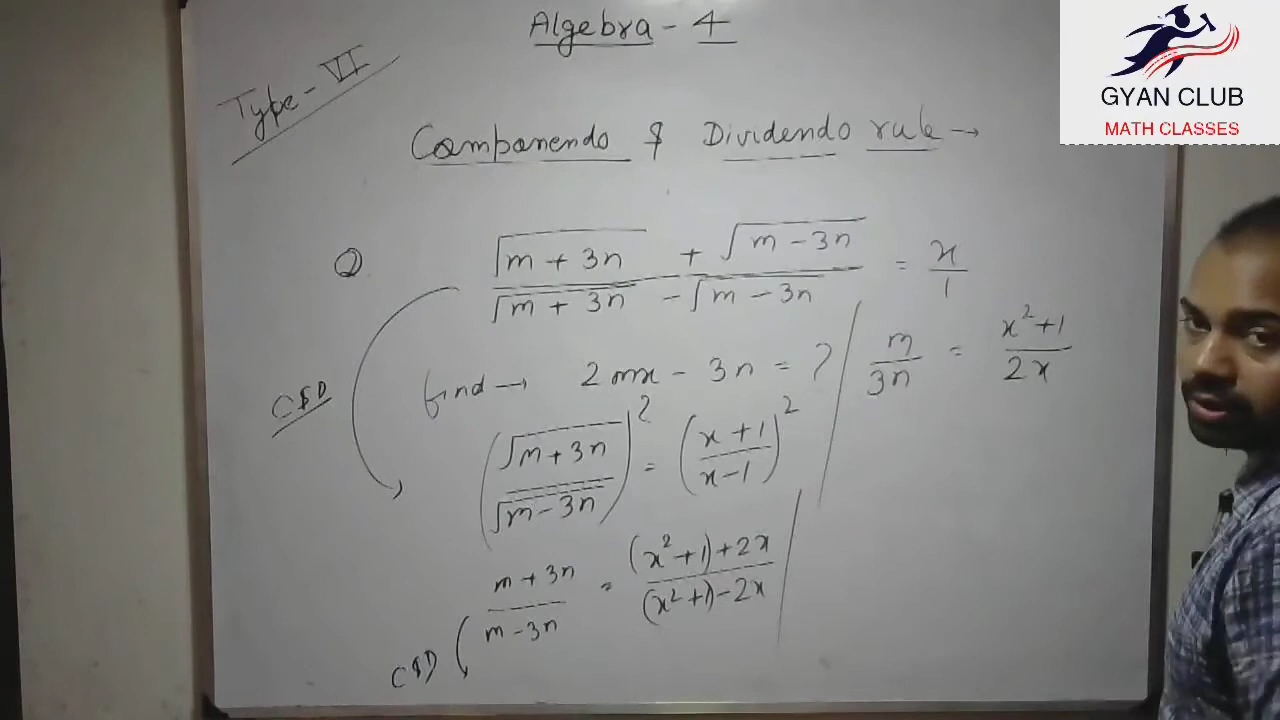 Algebra - 4
GYAN CLUB
MATH CLASSES
Type - VI
Componendo & Dividendo rule →
Q (√(m + 3n) + √(m - 3n)) / (√(m + 3n) - √(m - 3n)) = x/1
C&D
find → 2mx - 3n = ?
m/3n = (x² + 1)/2x
(√(m + 3n)/√(m - 3n))² = ((x + 1)/(x - 1))²
(m + 3n)/(m - 3n) = ((x² + 1) + 2x)/((x² + 1) - 2x)
C&D